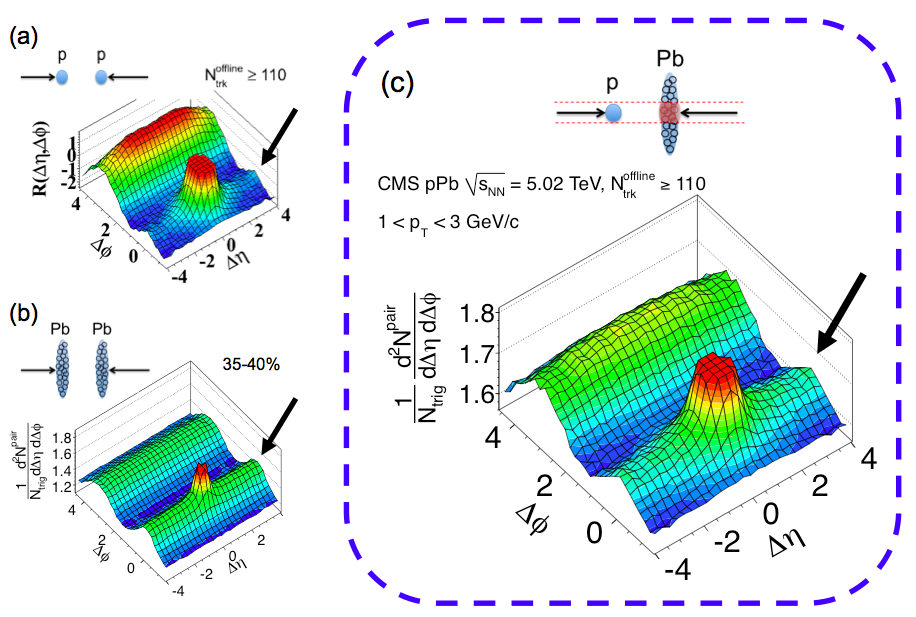 (a)
p p
N_trk^offline ≥ 110
R(Δη,Δϕ)
1
0
-1
-2
4
2
0
Δϕ
-4
-2
0
2
4
Δη
(b)
Pb Pb
35-40%
1/N_trig d²N^pair/dΔη dΔϕ
1.8
1.6
1.4
1.2
4
2
0
Δϕ
-4
-2
0
2
Δη
(c)
p Pb
CMS pPb √s_NN = 5.02 TeV, N_trk^offline ≥ 110
1 < p_T < 3 GeV/c
1/N_trig d²N^pair/dΔη dΔϕ
1.8
1.7
1.6
4
2
0
Δϕ
-4
-2
0
2
4
Δη